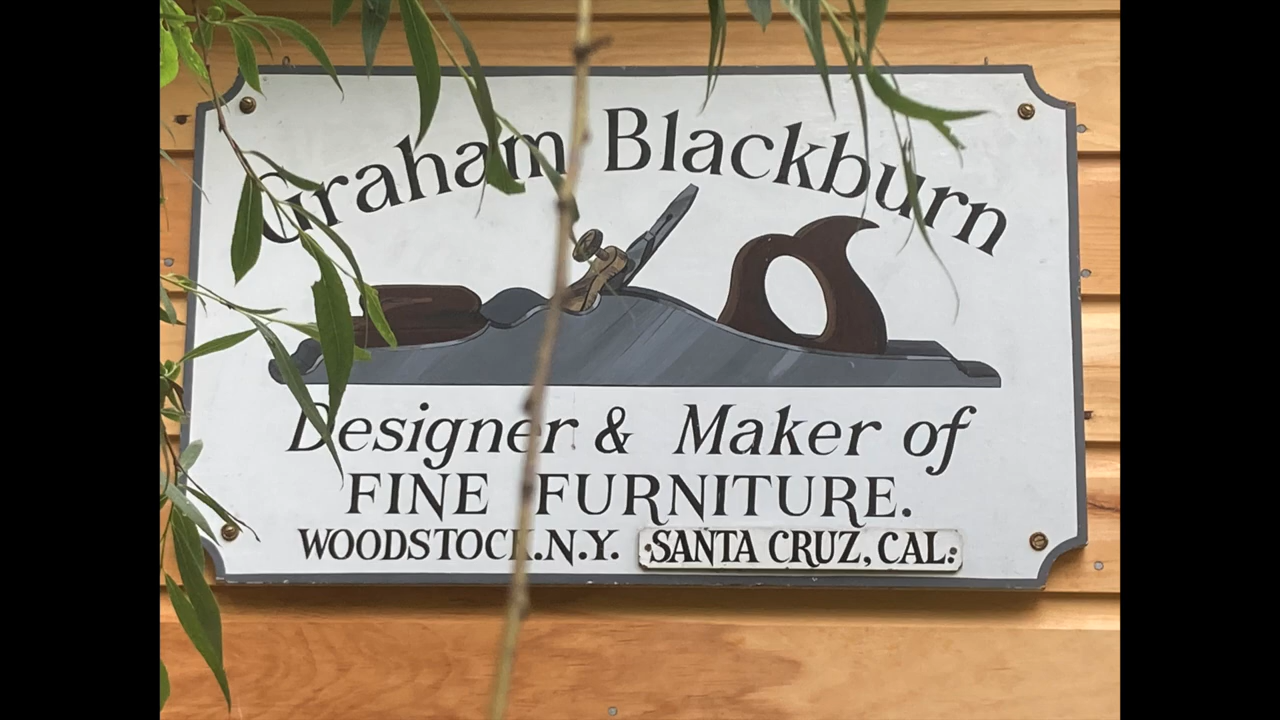 Graham Blackburn
Designer & Maker of
FINE FURNITURE.
WOODSTOCK.N.Y. SANTA CRUZ, CAL.